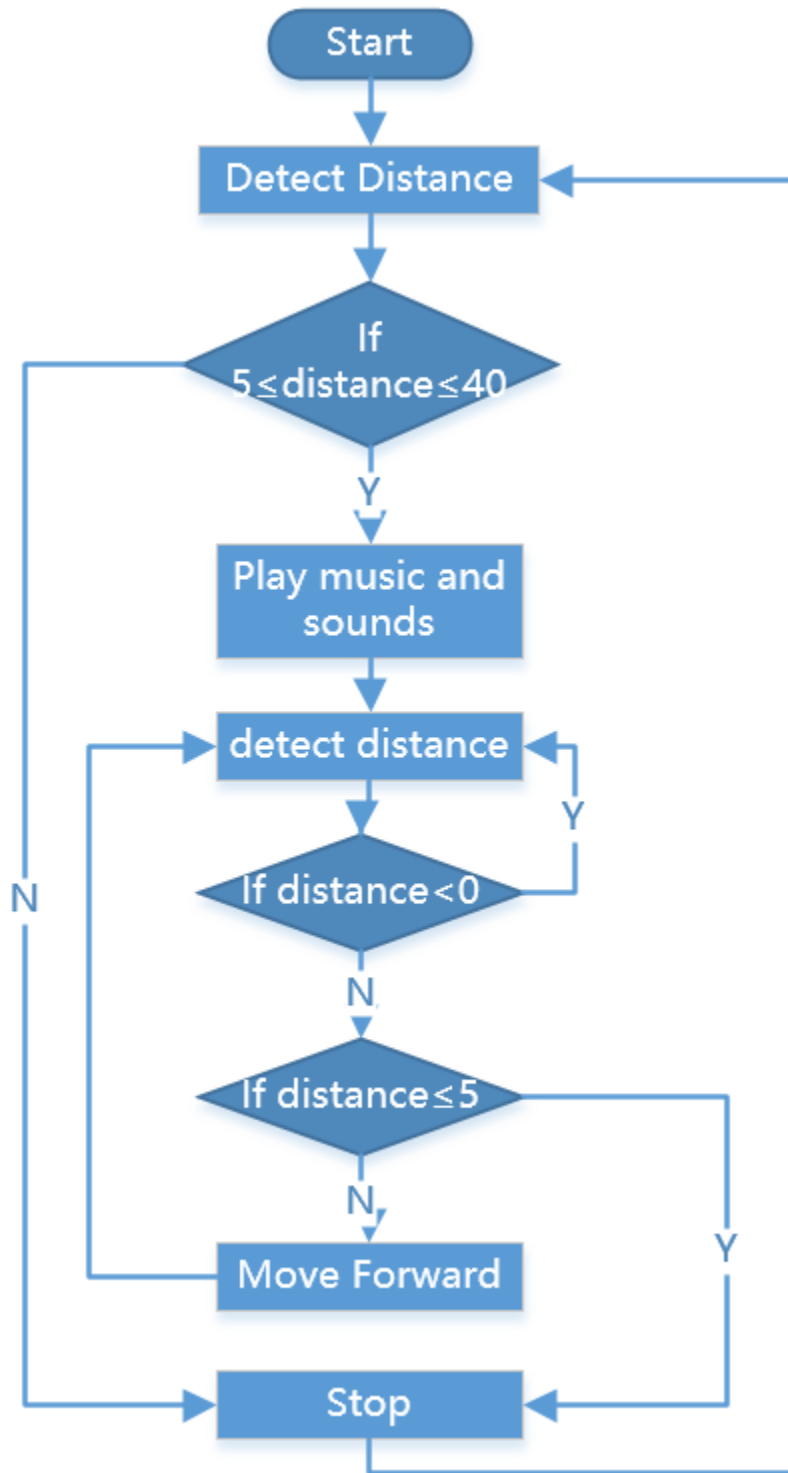 Start
Detect Distance
If
5≤distance≤40
Y
Play music and
sounds
detect distance
Y
If distance<0
N
N
If distance≤5
N
Y
Move Forward
Stop